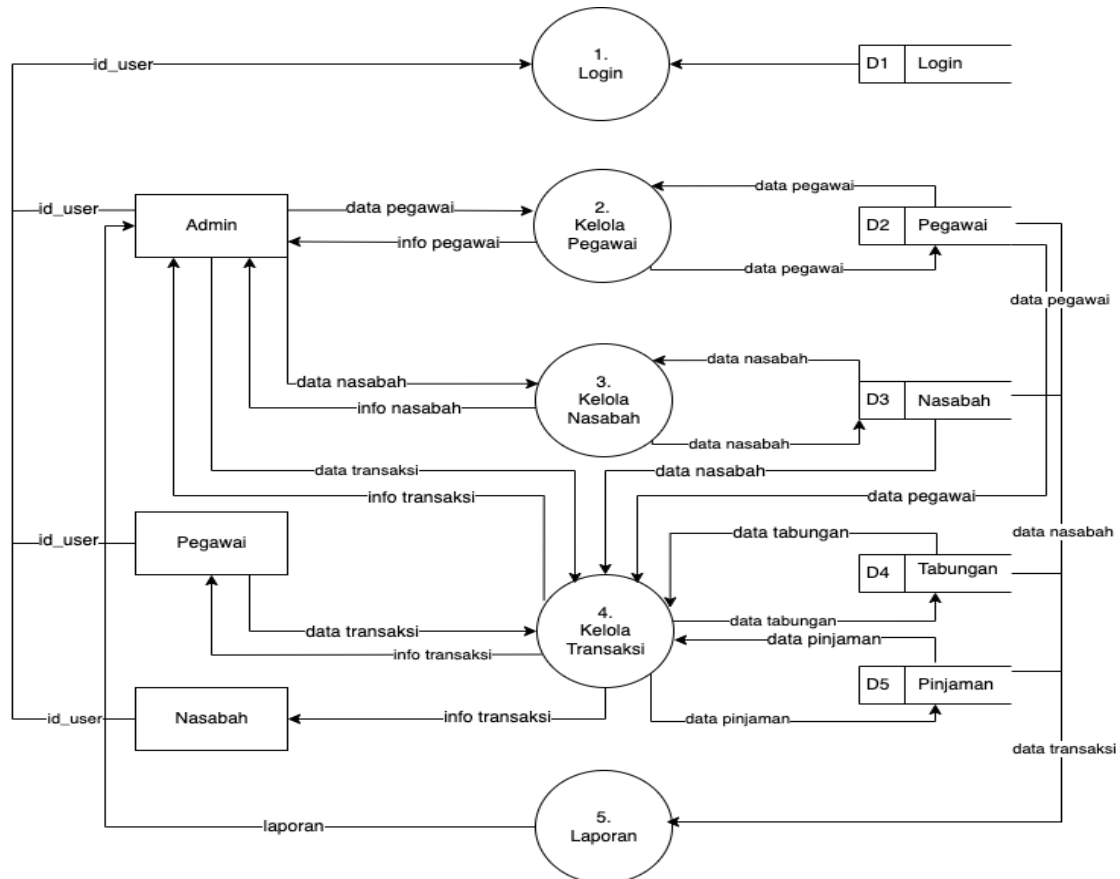 id_user
1.
Login
D1
Login
id_user
Admin
data pegawai
info pegawai
2.
Kelola
Pegawai
data pegawai
data pegawai
D2
Pegawai
data pegawai
data nasabah
info nasabah
3.
Kelola
Nasabah
data nasabah
data nasabah
D3
Nasabah
data transaksi
info transaksi
data nasabah
data pegawai
data nasabah
id_user
Pegawai
data transaksi
info transaksi
4.
Kelola
Transaksi
data tabungan
data tabungan
D4
Tabungan
data pinjaman
data pinjaman
D5
Pinjaman
id_user
Nasabah
info transaksi
data transaksi
laporan
5.
Laporan